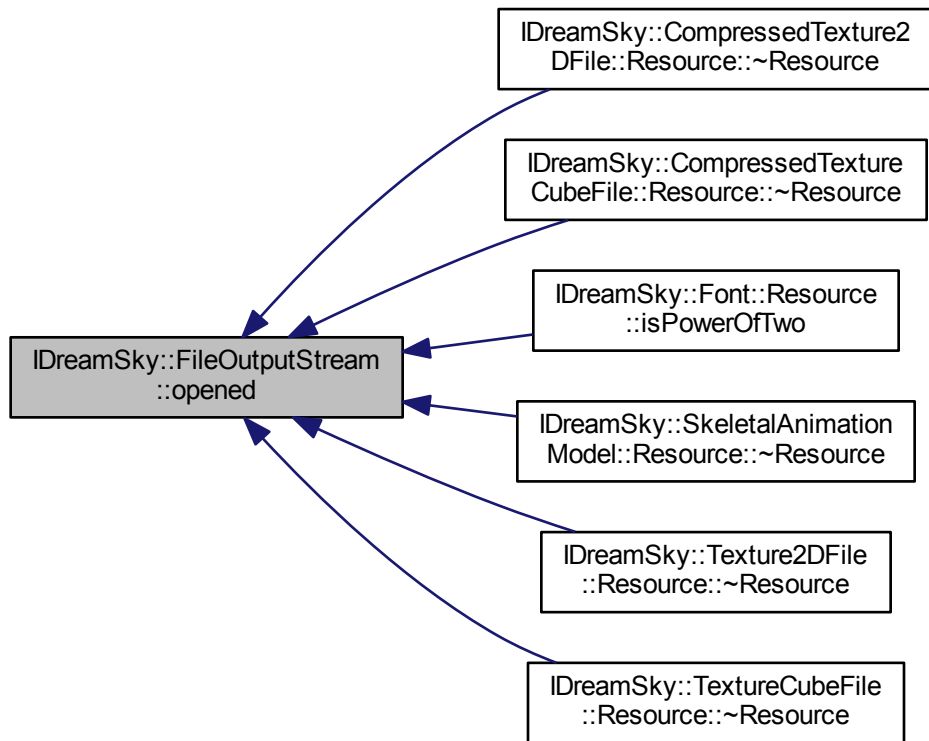 IDreamSky::CompressedTexture2
DFile::Resource::~Resource
IDreamSky::CompressedTexture
CubeFile::Resource::~Resource
IDreamSky::Font::Resource
::isPowerOfTwo
IDreamSky::FileOutputStream
::opened
IDreamSky::SkeletalAnimation
Model::Resource::~Resource
IDreamSky::Texture2DFile
::Resource::~Resource
IDreamSky::TextureCubeFile
::Resource::~Resource